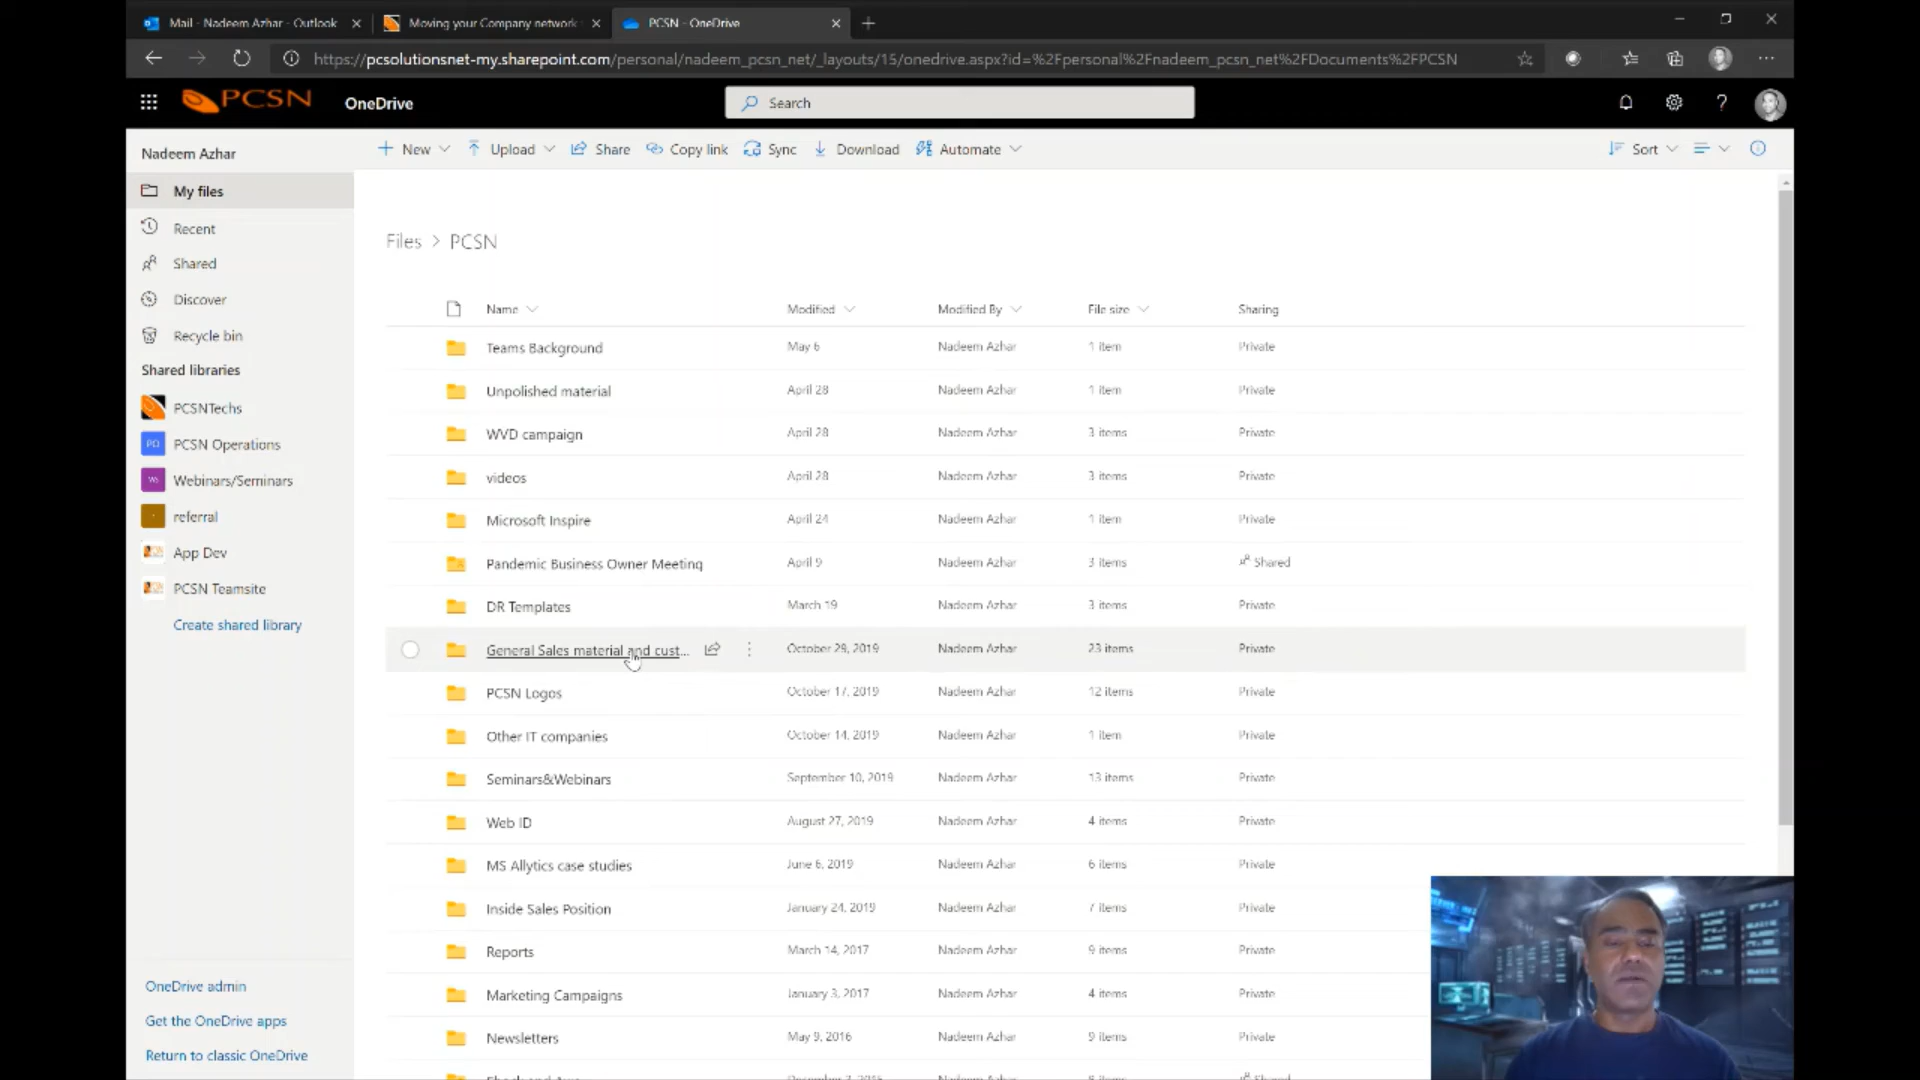 Mail - Nadeem Azhar - Outlook
Moving your Company network
PCSN - OneDrive
https://pcsolutionsnet-my.sharepoint.com/personal/nadeem_pcsn_net/_layouts/15/onedrive.aspx?id=%2Fpersonal%2Fnadeem_pcsn_net%2FDocuments%2FPCSN
PCSN OneDrive Search ?
Nadeem Azhar
New Upload Share Copy link Sync Download Automate Sort
My files
Recent
Shared
Discover
Recycle bin
Shared libraries
PCSNTechs
PO PCSN Operations
Ws Webinars/Seminars
referral
App Dev
PCSN Teamsite
Create shared library
OneDrive admin
Get the OneDrive apps
Return to classic OneDrive
Files > PCSN
Name Modified Modified By File size Sharing
Teams Background May 6 Nadeem Azhar 1 item Private
Unpolished material April 28 Nadeem Azhar 1 item Private
WVD campaign April 28 Nadeem Azhar 3 items Private
videos April 28 Nadeem Azhar 3 items Private
Microsoft Inspire April 24 Nadeem Azhar 1 item Private
Pandemic Business Owner Meeting April 9 Nadeem Azhar 3 items Shared
DR Templates March 19 Nadeem Azhar 3 items Private
General Sales material and cust... October 29, 2019 Nadeem Azhar 23 items Private
PCSN Logos October 17, 2019 Nadeem Azhar 12 items Private
Other IT companies October 14, 2019 Nadeem Azhar 1 item Private
Seminars&Webinars September 10, 2019 Nadeem Azhar 13 items Private
Web ID August 27, 2019 Nadeem Azhar 4 items Private
MS Allytics case studies June 6, 2019 Nadeem Azhar 6 items Private
Inside Sales Position January 24, 2019 Nadeem Azhar 7 items Private
Reports March 14, 2017 Nadeem Azhar 9 items Private
Marketing Campaigns January 3, 2017 Nadeem Azhar 4 items Private
Newsletters May 9, 2016 Nadeem Azhar 9 items Private